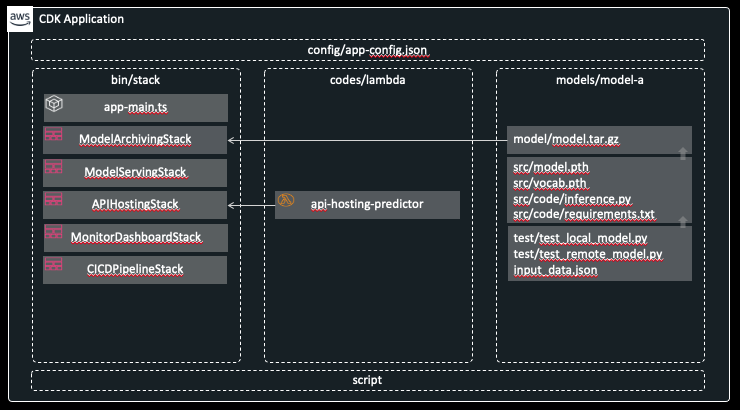 aws
CDK Application
config/app-config.json
bin/stack
app-main.ts
ModelArchivingStack
ModelServingStack
APIHostingStack
MonitorDashboardStack
CICDPipelineStack
codes/lambda
api-hosting-predictor
models/model-a
model/model.tar.gz
src/model.pth
src/vocab.pth
src/code/inference.py
src/code/requirements.txt
test/test_local_model.py
test/test_remote_model.py
input_data.json
script